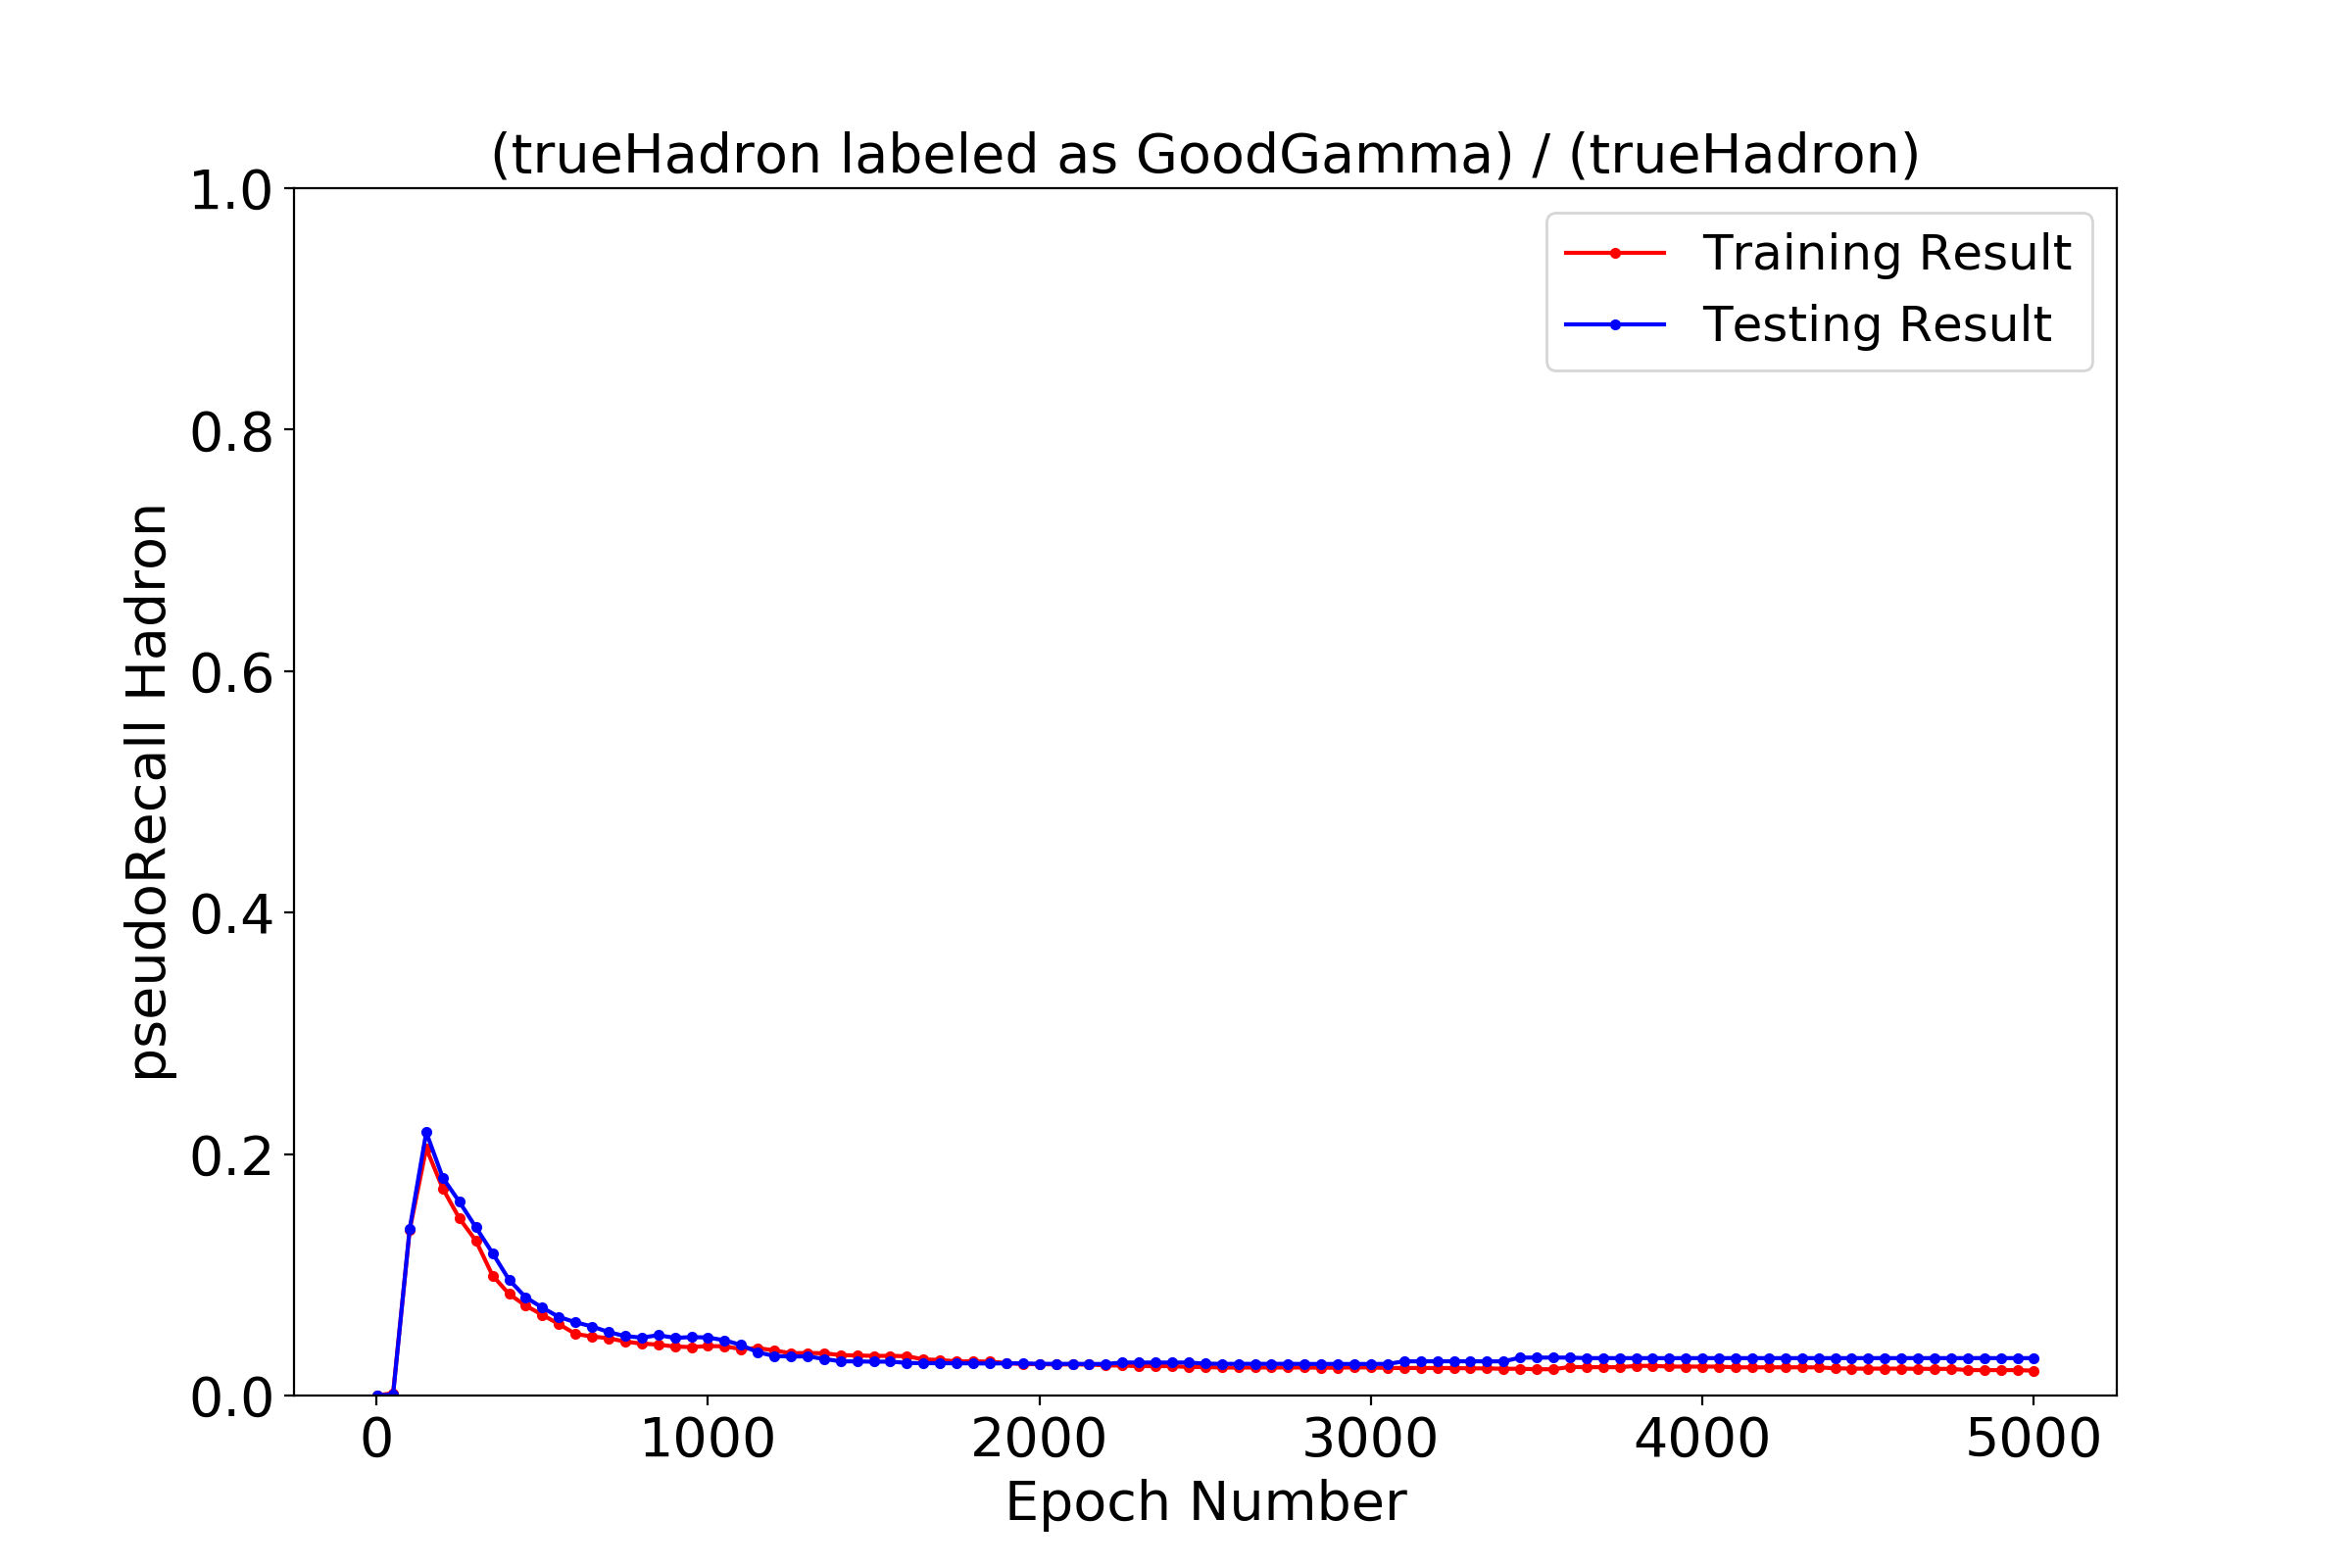 (trueHadron labeled as GoodGamma) / (trueHadron)
1.0
0.8
0.6
0.4
0.2
0.0
pseudoRecall Hadron
Training Result
Testing Result
0 1000 2000 3000 4000 5000
Epoch Number